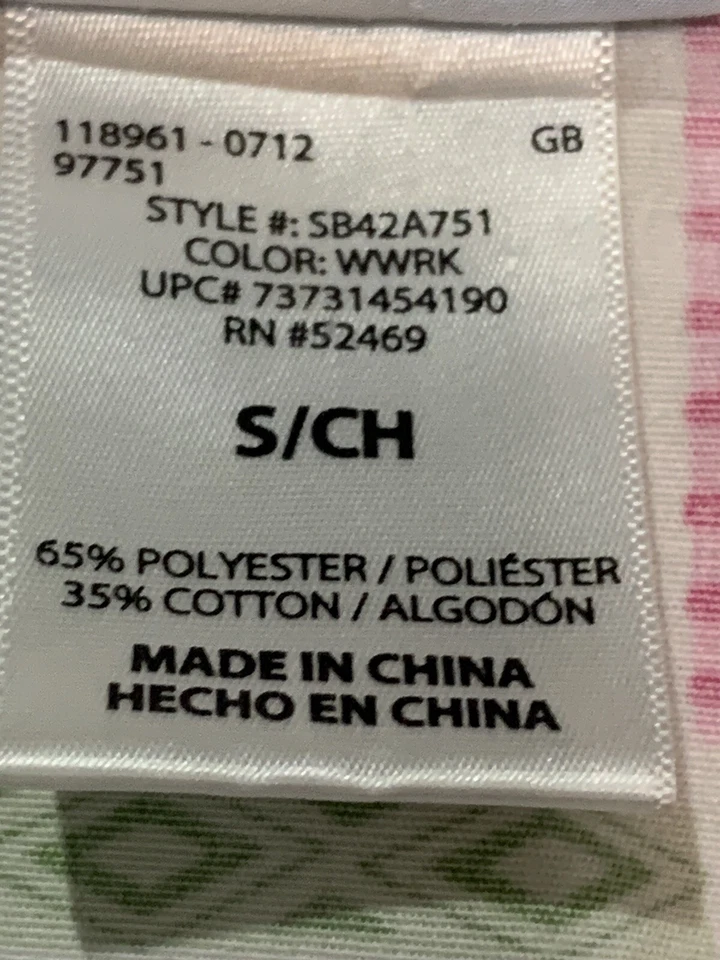 118961 - 0712 GB
97751
STYLE #: SB42A751
COLOR: WWRK
UPC# 73731454190
RN #52469
S/CH
65% POLYESTER / POLIÉSTER
35% COTTON / ALGODÓN
MADE IN CHINA
HECHO EN CHINA